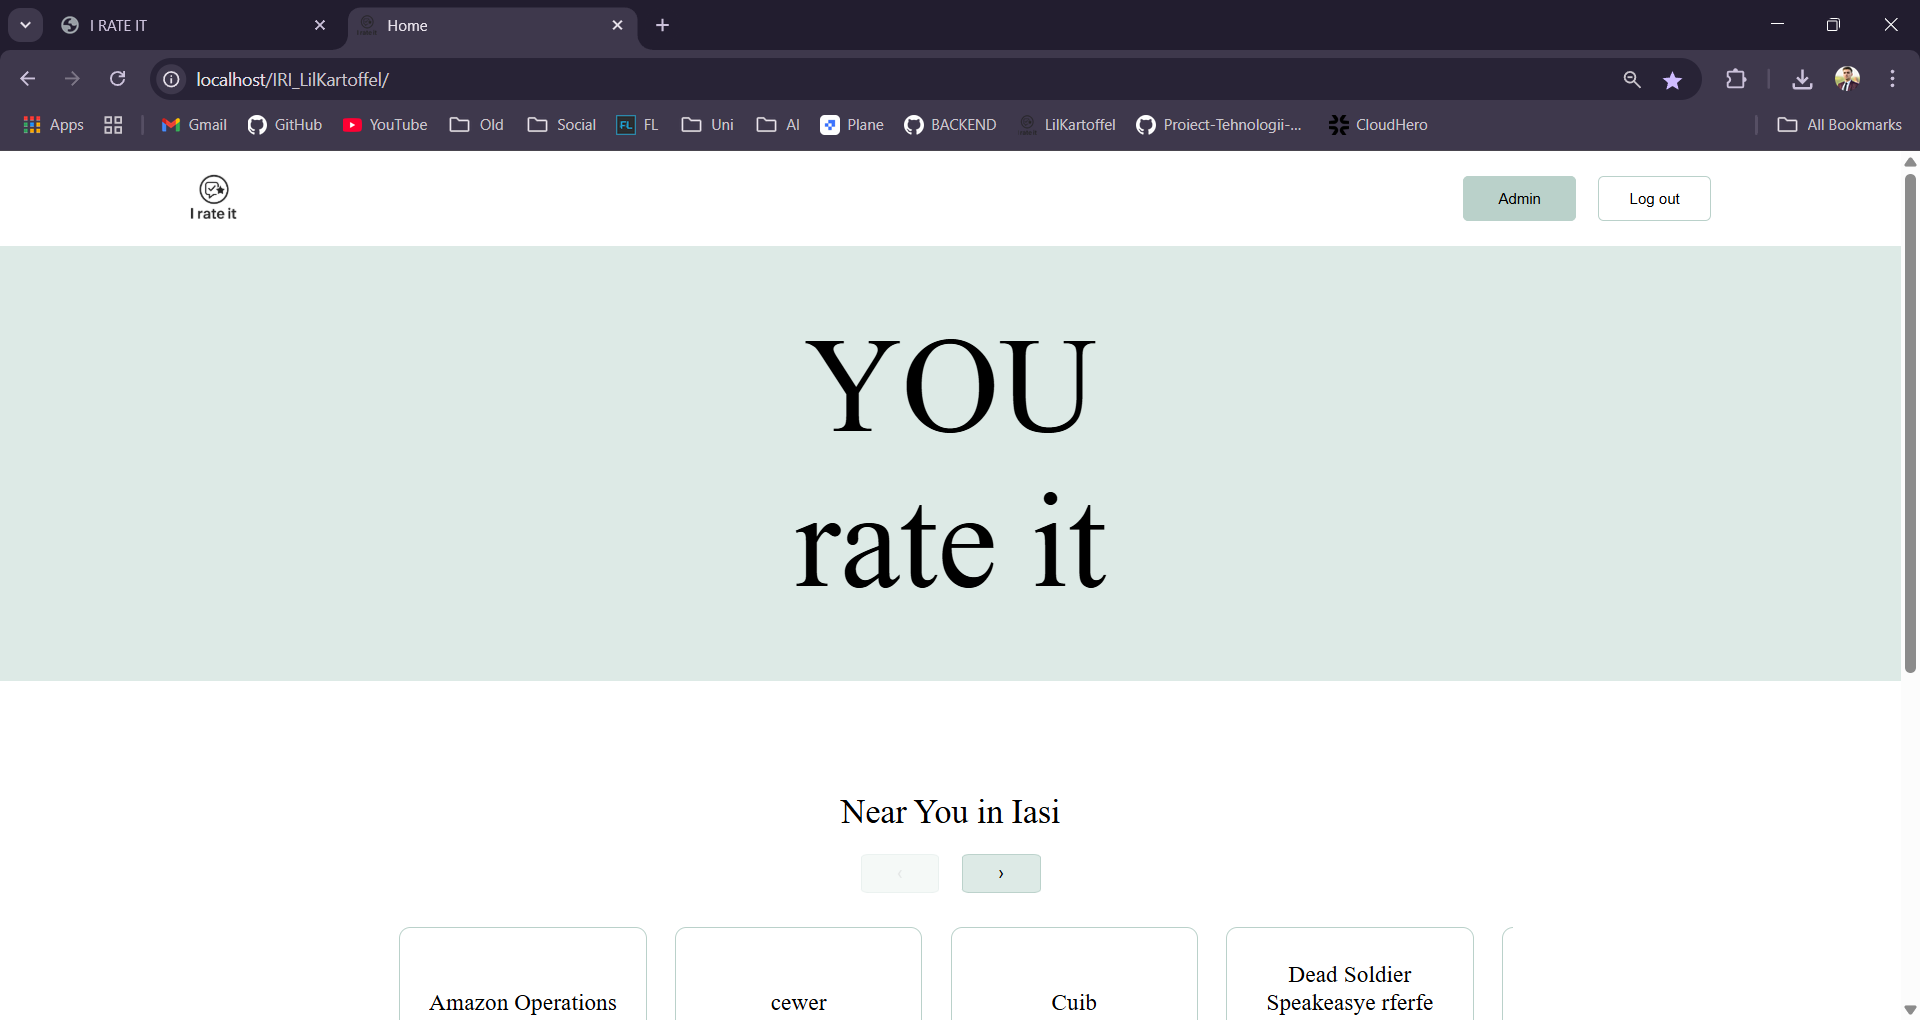 I RATE IT
Home
localhost/IRI_LilKartoffel/
Apps
Gmail
GitHub
YouTube
Old
Social
FL
FL
Uni
AI
Plane
BACKEND
LilKartoffel
Proiect-Tehnologii-...
CloudHero
All Bookmarks
I rate it
Admin
Log out
YOU
rate it
Near You in Iasi
‹
›
Amazon Operations
cewer
Cuib
Dead Soldier
Speakeasye rferfe